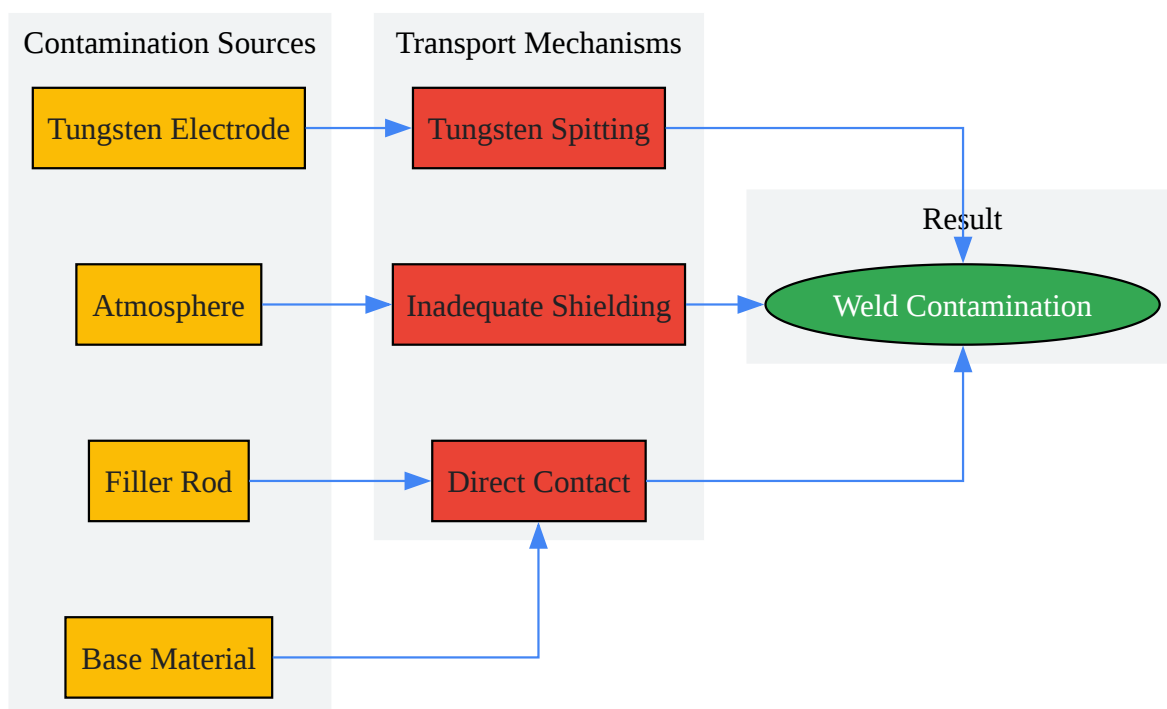 Contamination Sources
Transport Mechanisms
Tungsten Electrode
Tungsten Spitting
Result
Atmosphere
Inadequate Shielding
Weld Contamination
Filler Rod
Direct Contact
Base Material